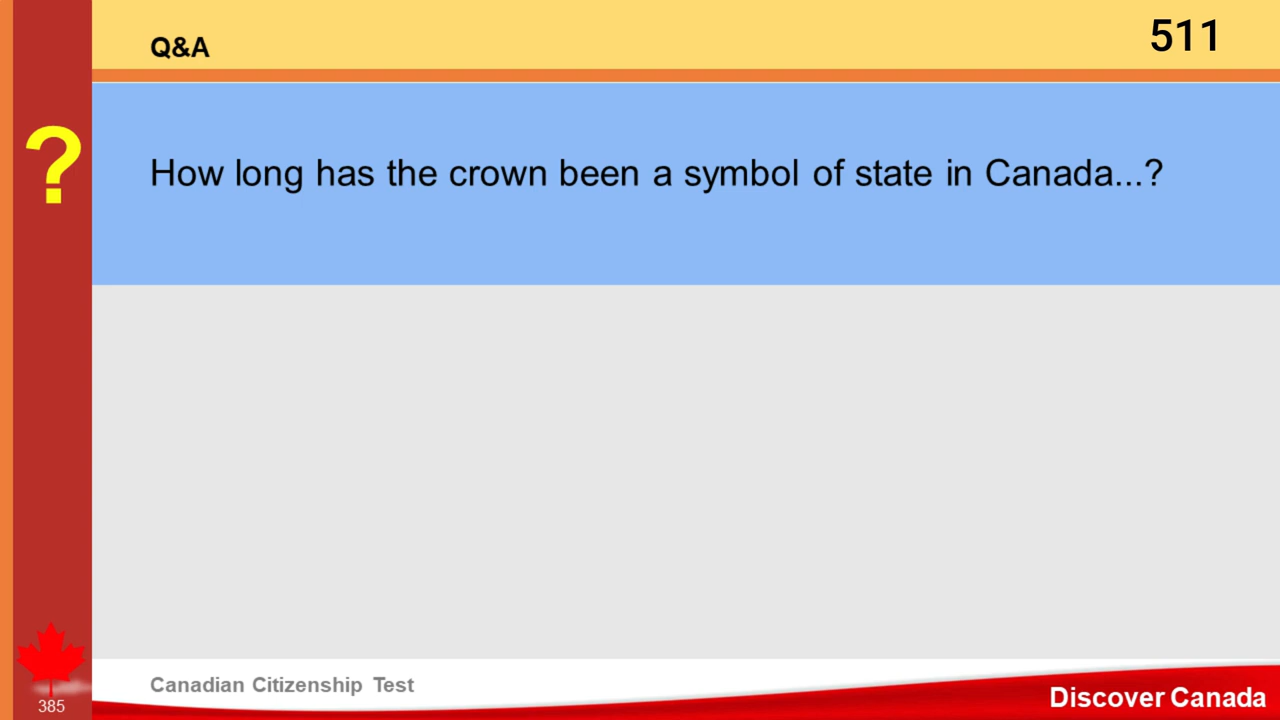 Q&A
511
?
How long has the crown been a symbol of state in Canada...?
Canadian Citizenship Test
385
Discover Canada